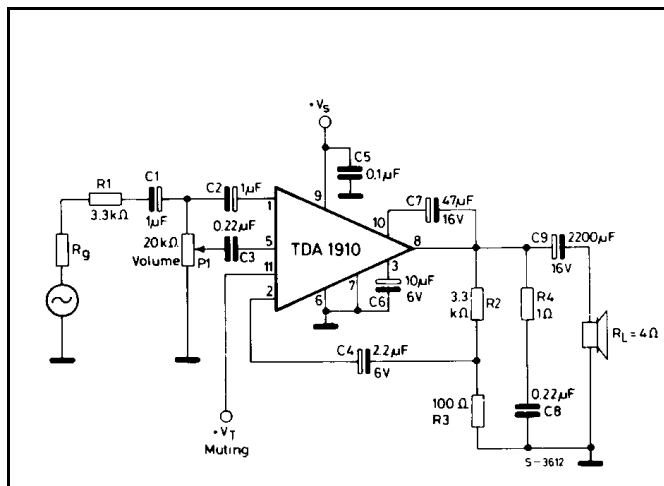 +Vs
C5
0.1µF
R1
3.3kΩ
C1
1µF
C2
1µF
9
1
10
C7
47µF
16V
Rg
20kΩ
Volume
P1
0.22µF
C3
5
11
2
TDA 1910
8
3
7
6
10µF
6V
C6
3.3
kΩ
R2
R4
1Ω
C9
2200µF
16V
RL=4Ω
C4
2.2µF
6V
100Ω
R3
0.22µF
C8
+VT
Muting
S-3612